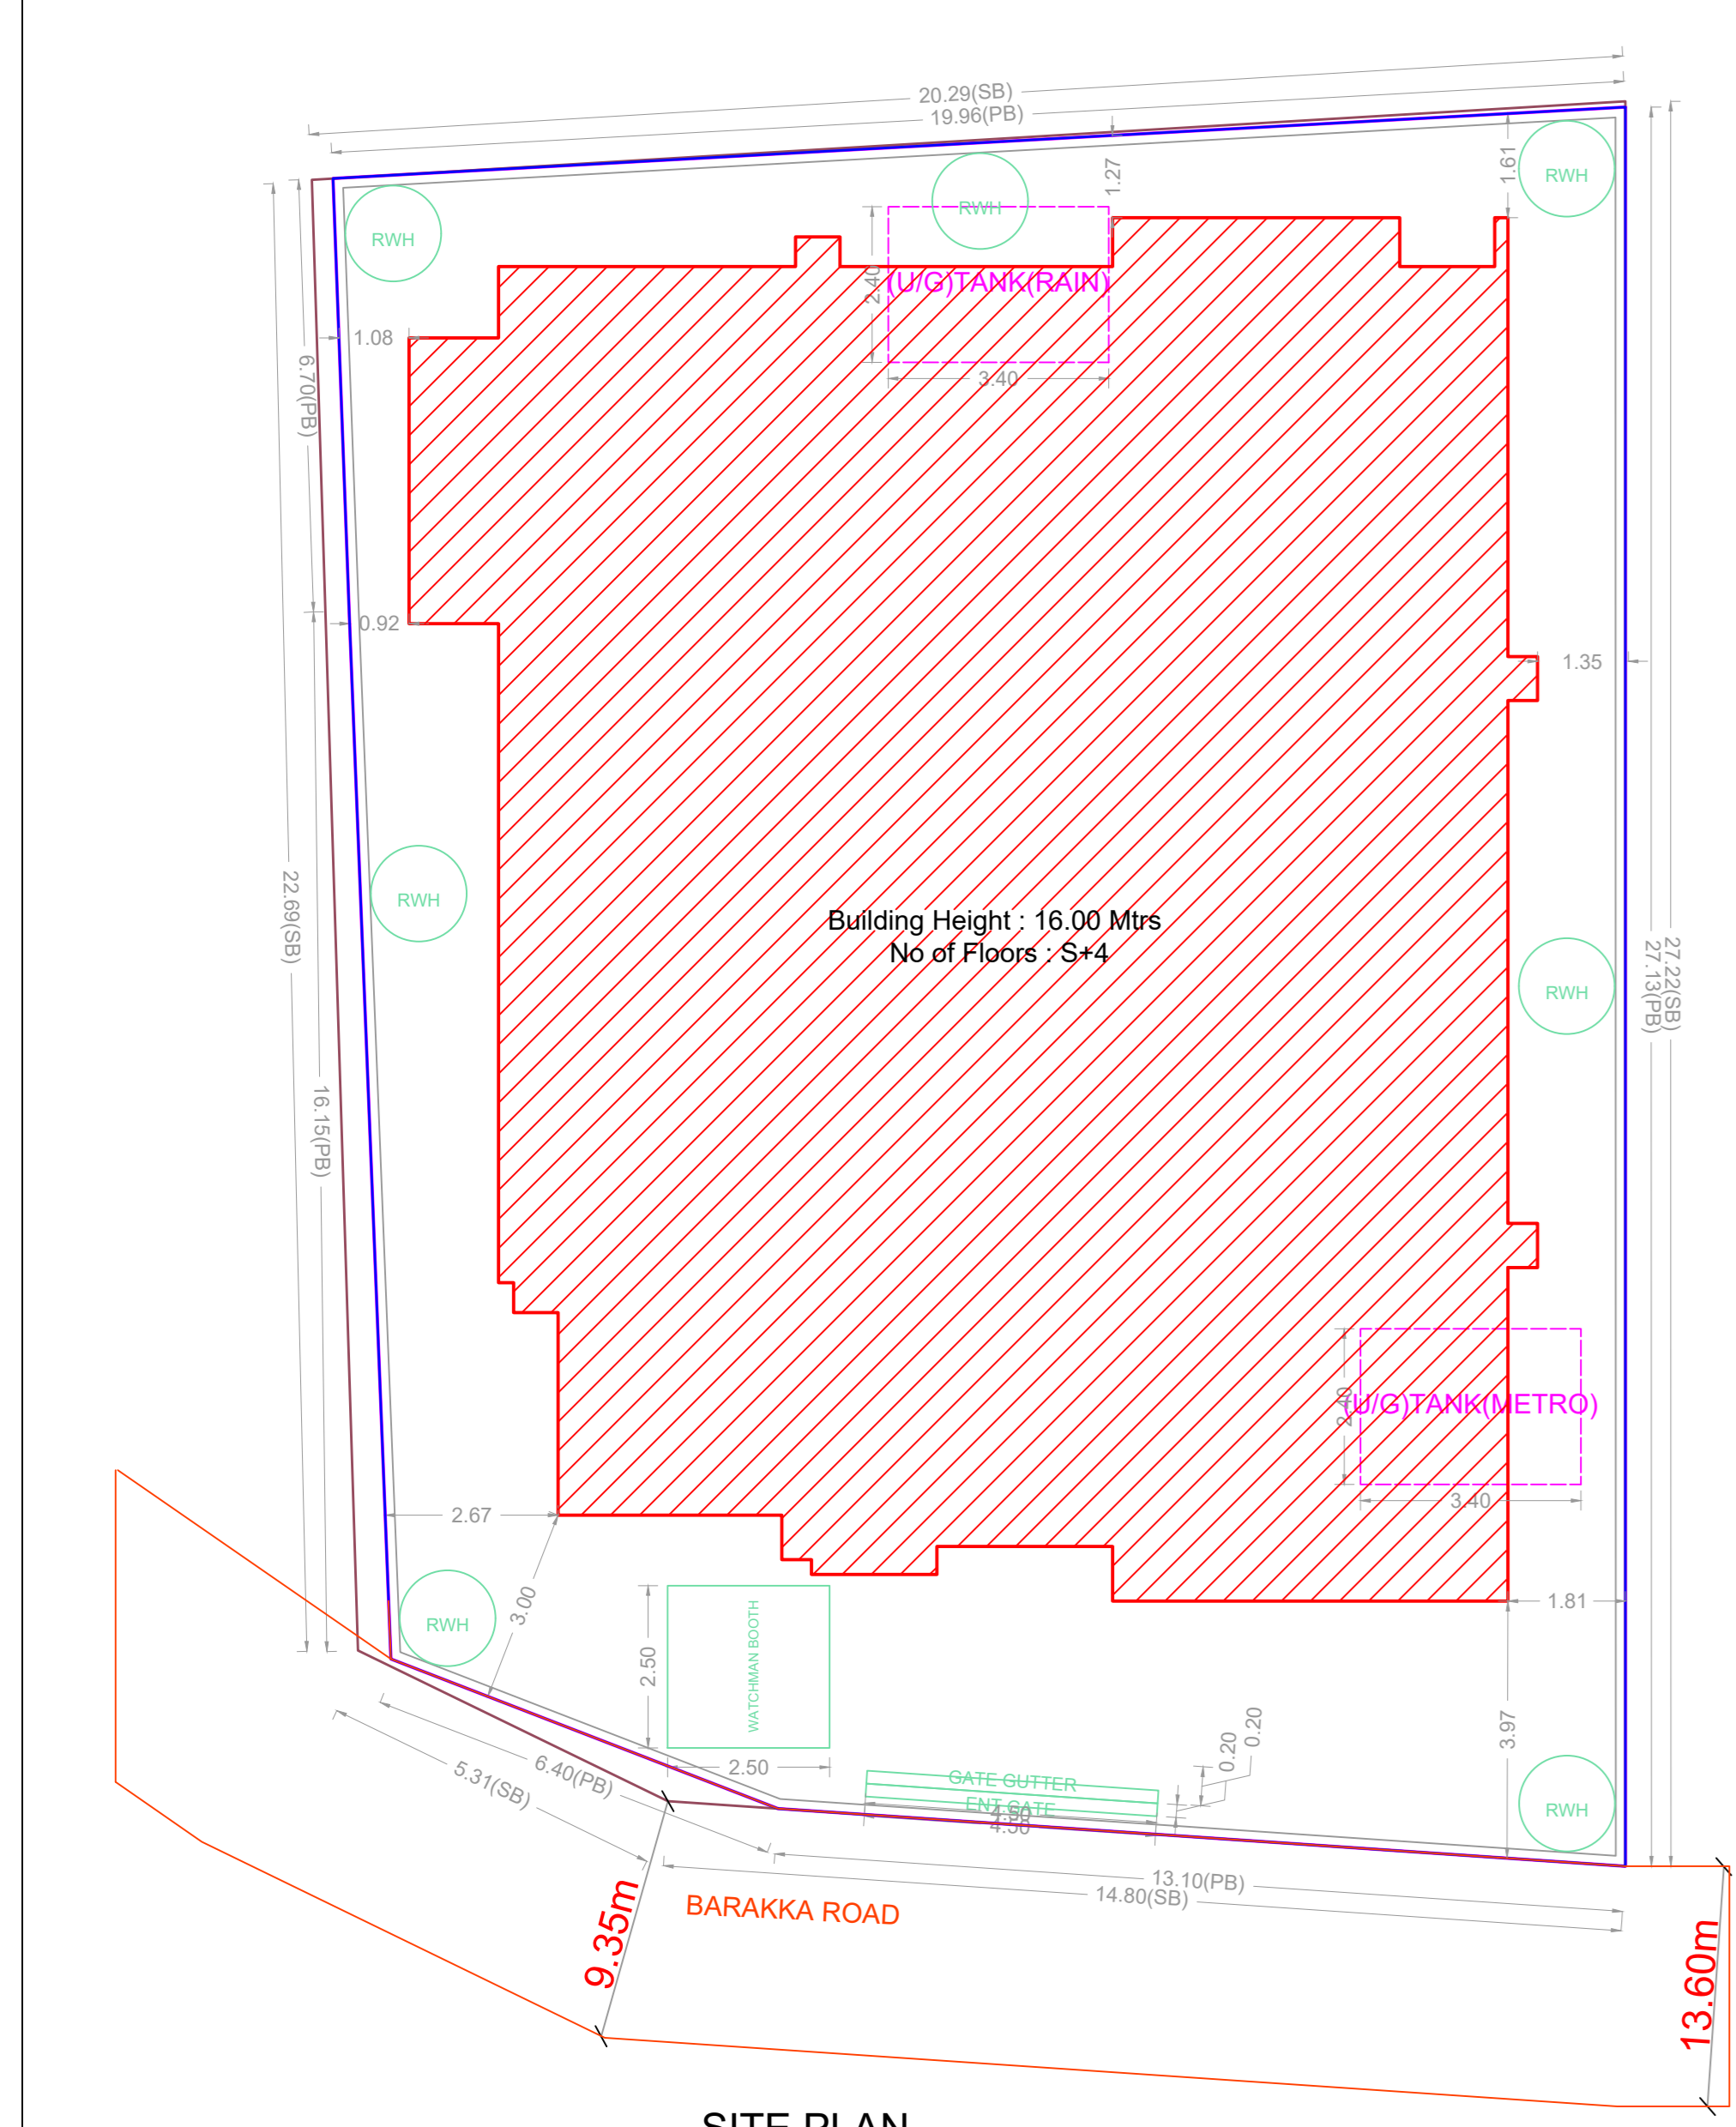 20.29(SB)
19.96(PB)
1.27
1.61
RWH
RWH
RWH
2.40
(U/G)TANK(RAIN)
3.40
1.08
6.70(PB)
0.92
1.35
22.69(SB)
RWH
Building Height : 16.00 Mtrs
No of Floors : S+4
RWH
27.13(PB)
27.22(SB)
16.15(PB)
2.40
(U/G)TANK(METRO)
3.40
2.67
3.00
RWH
2.50
WATCHMAN BOOTH
2.50
1.81
3.97
0.20
0.20
GATE GUTTER
ENT.GATE
4.50
4.50
RWH
5.31(SB)
6.40(PB)
13.10(PB)
14.80(SB)
9.35m
BARAKKA ROAD
13.60m
SITE PLAN